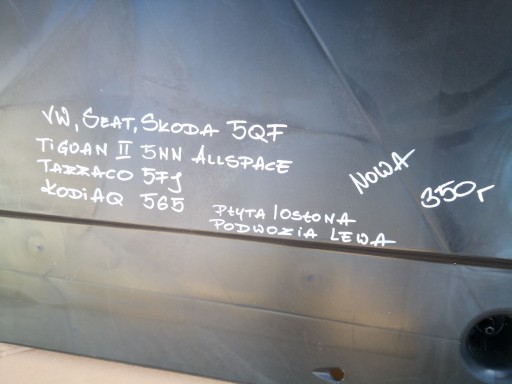 VW, SEAT, SKODA 5QF
TIGUAN II 5NN ALLSPACE
TARRACO 5FJ
KODIAQ 565
PŁYTA / OSŁONA
PODWOZIA LEWA
NOWA
350,-